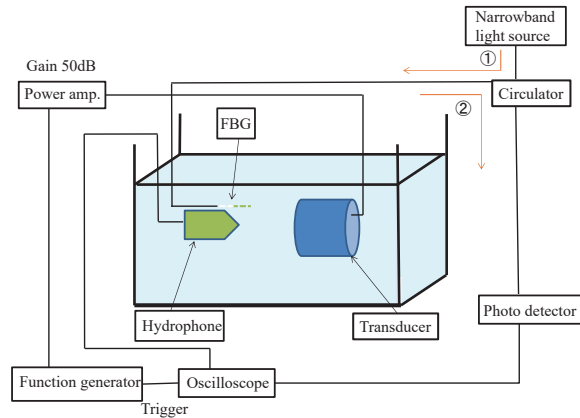 Narrowband
light source
①
Gain 50dB
Power amp.
Circulator
②
FBG
Hydrophone
Transducer
Photo detector
Function generator
Oscilloscope
Trigger